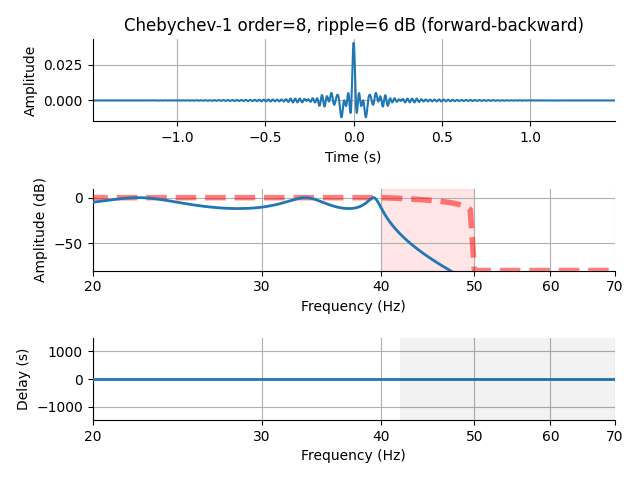 Chebychev-1 order=8, ripple=6 dB (forward-backward)
Amplitude
0.025
0.000
−1.0 −0.5 0.0 0.5 1.0
Time (s)
Amplitude (dB)
0
−50
20 30 40 50 60 70
Frequency (Hz)
Delay (s)
1000
0
−1000
20 30 40 50 60 70
Frequency (Hz)